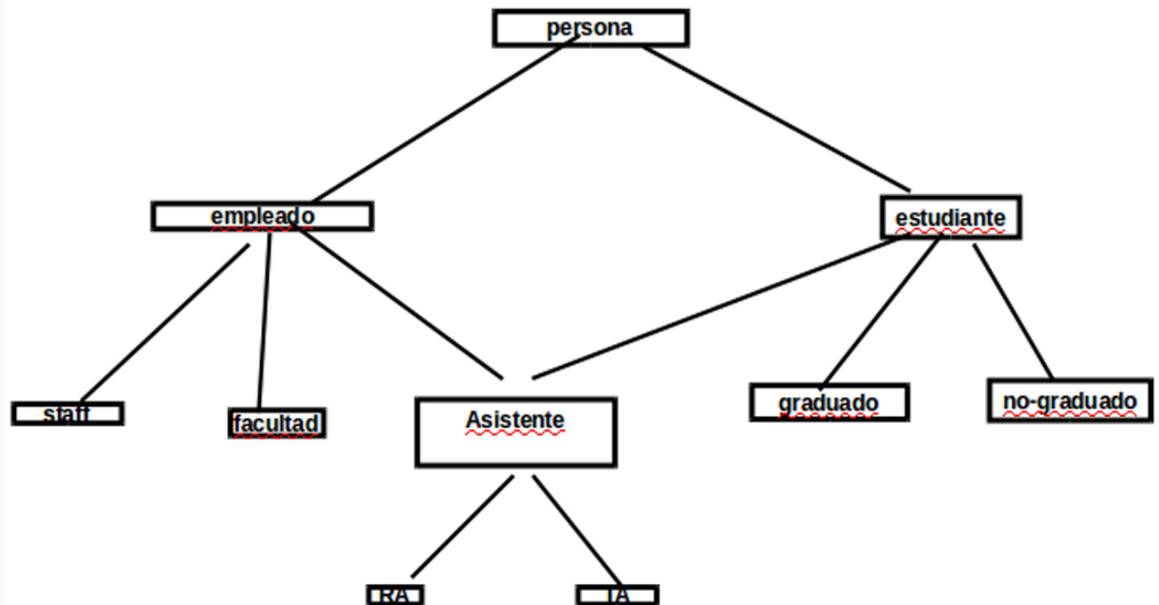 persona
empleado
estudiante
staff
facultad
Asistente
graduado
no-graduado
RA
TA